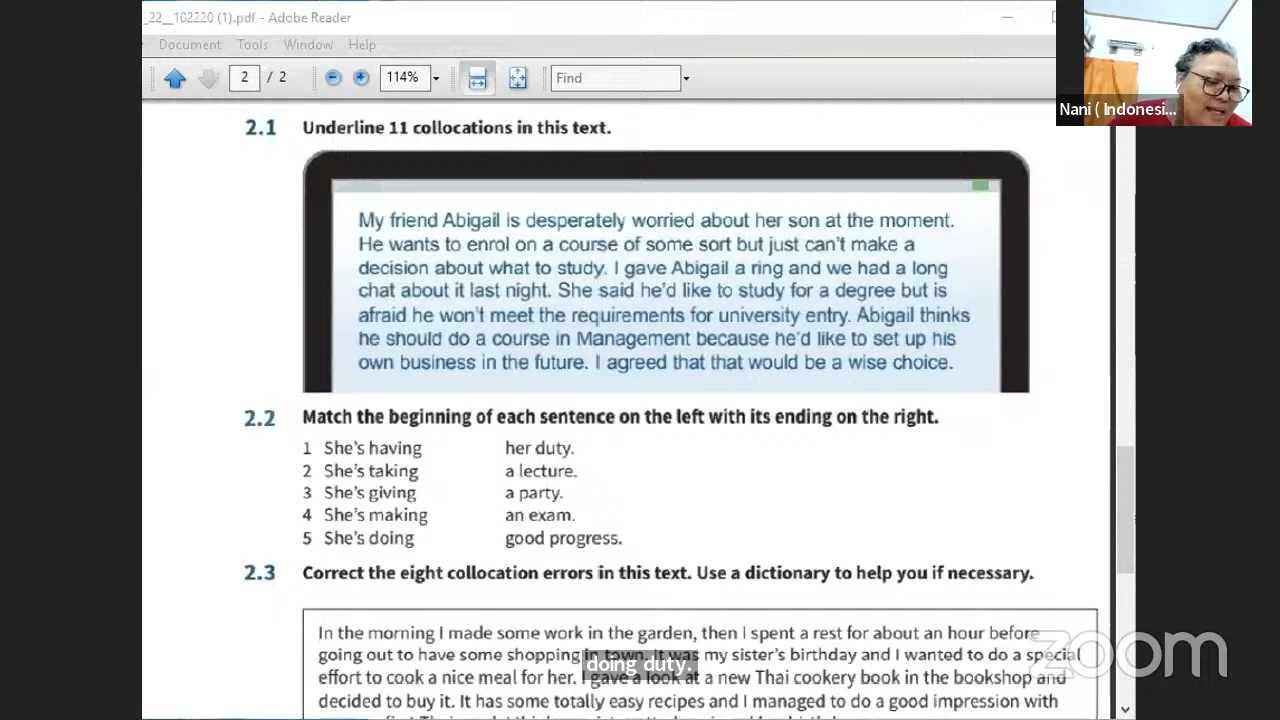 _22__102220 (1).pdf - Adobe Reader
Document Tools Window Help
2 / 2 114% Find
Nani ( Indonesi...
2.1 Underline 11 collocations in this text.
My friend Abigail is desperately worried about her son at the moment.
He wants to enrol on a course of some sort but just can't make a
decision about what to study. I gave Abigail a ring and we had a long
chat about it last night. She said he'd like to study for a degree but is
afraid he won't meet the requirements for university entry. Abigail thinks
he should do a course in Management because he'd like to set up his
own business in the future. I agreed that that would be a wise choice.
2.2 Match the beginning of each sentence on the left with its ending on the right.
1 She's having her duty.
2 She's taking a lecture.
3 She's giving a party.
4 She's making an exam.
5 She's doing good progress.
2.3 Correct the eight collocation errors in this text. Use a dictionary to help you if necessary.
In the morning I made some work in the garden, then I spent a rest for about an hour before
going out to have some shopping in town. It was my sister's birthday and I wanted to do a special
doing duty.
effort to cook a nice meal for her. I gave a look at a new Thai cookery book in the bookshop and
decided to buy it. It has some totally easy recipes and I managed to do a good impression with
zoom